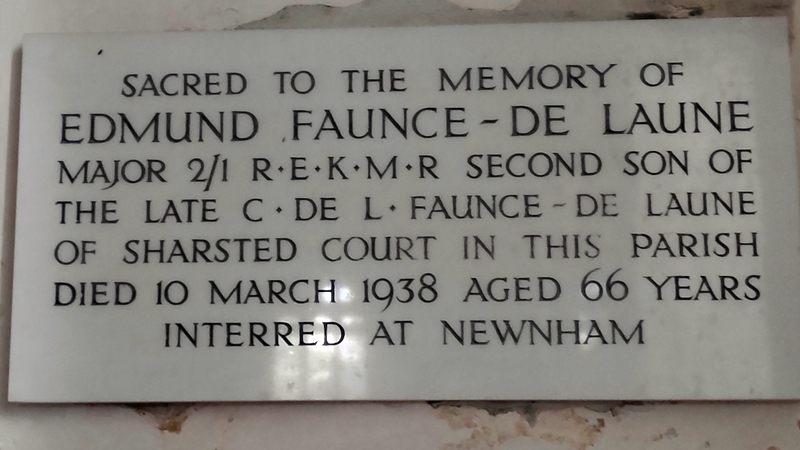 SACRED TO THE MEMORY OF
EDMUND FAUNCE-DE LAUNE
MAJOR 2/1 R·E·K·M·R SECOND SON OF
THE LATE C·DE L·FAUNCE-DE LAUNE
OF SHARSTED COURT IN THIS PARISH
DIED 10 MARCH 1938 AGED 66 YEARS
INTERRED AT NEWNHAM